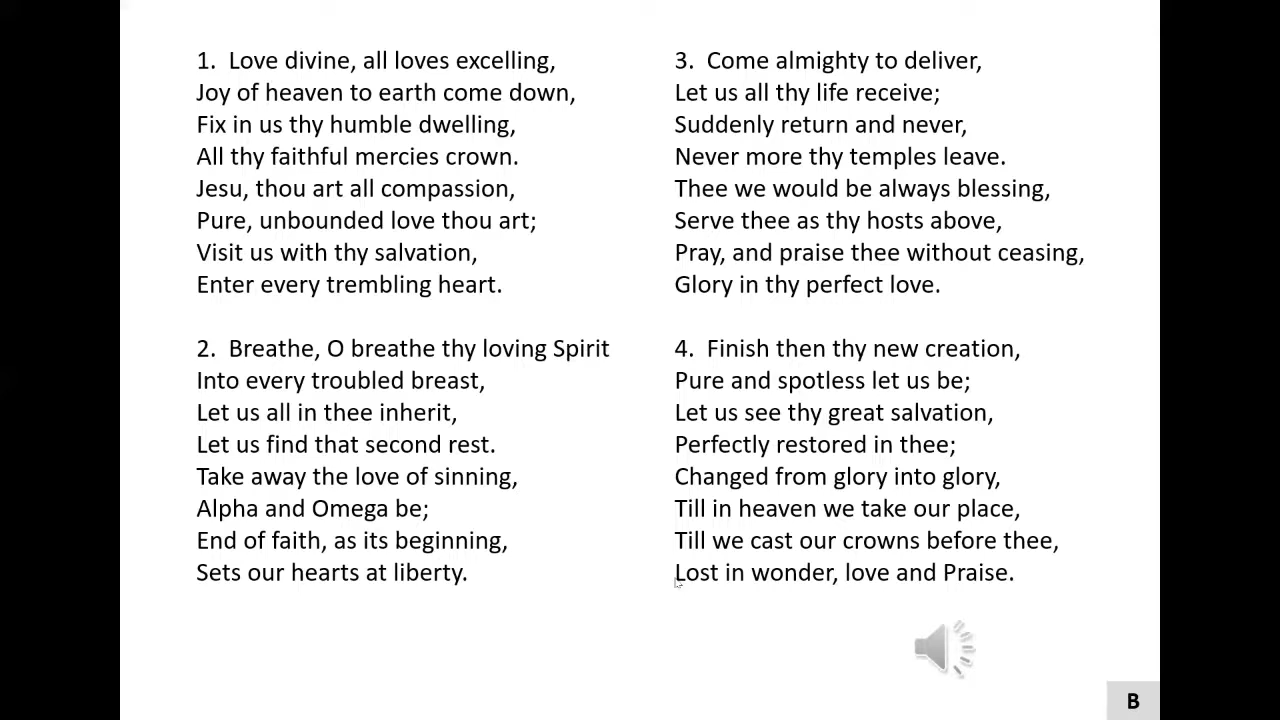 1. Love divine, all loves excelling,
Joy of heaven to earth come down,
Fix in us thy humble dwelling,
All thy faithful mercies crown.
Jesu, thou art all compassion,
Pure, unbounded love thou art;
Visit us with thy salvation,
Enter every trembling heart.
2. Breathe, O breathe thy loving Spirit
Into every troubled breast,
Let us all in thee inherit,
Let us find that second rest.
Take away the love of sinning,
Alpha and Omega be;
End of faith, as its beginning,
Sets our hearts at liberty.
3. Come almighty to deliver,
Let us all thy life receive;
Suddenly return and never,
Never more thy temples leave.
Thee we would be always blessing,
Serve thee as thy hosts above,
Pray, and praise thee without ceasing,
Glory in thy perfect love.
4. Finish then thy new creation,
Pure and spotless let us be;
Let us see thy great salvation,
Perfectly restored in thee;
Changed from glory into glory,
Till in heaven we take our place,
Till we cast our crowns before thee,
Lost in wonder, love and Praise.
B